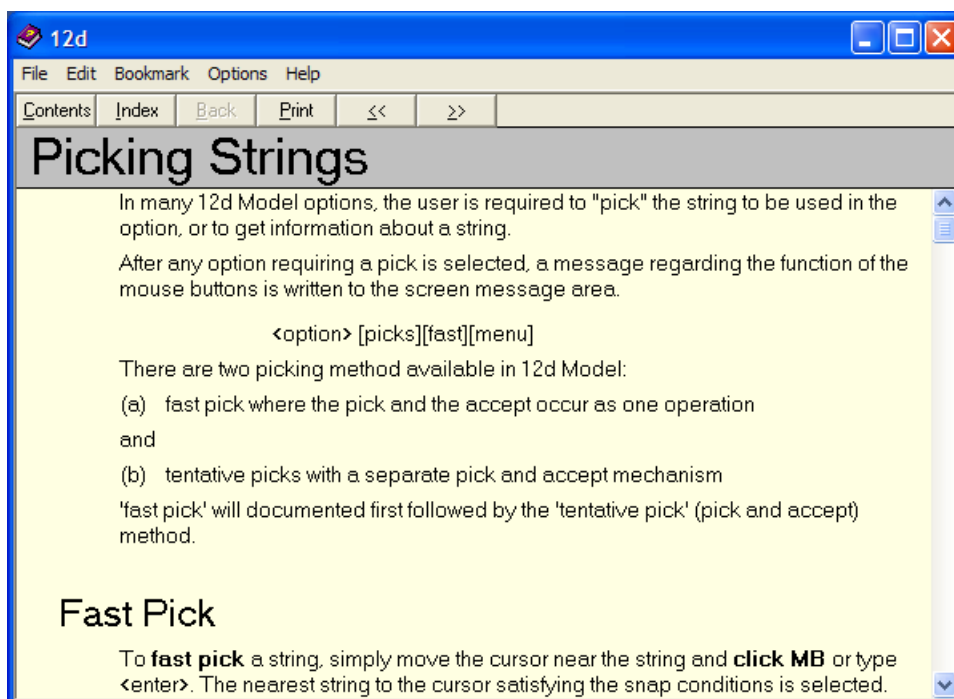 12d
File Edit Bookmark Options Help
Contents Index Back Print << >>
Picking Strings
In many 12d Model options, the user is required to "pick" the string to be used in the
option, or to get information about a string.
After any option requiring a pick is selected, a message regarding the function of the
mouse buttons is written to the screen message area.
<option> [picks][fast][menu]
There are two picking method available in 12d Model:
(a) fast pick where the pick and the accept occur as one operation
and
(b) tentative picks with a separate pick and accept mechanism
'fast pick' will documented first followed by the 'tentative pick' (pick and accept)
method.
Fast Pick
To fast pick a string, simply move the cursor near the string and click MB or type
<enter>. The nearest string to the cursor satisfying the snap conditions is selected.